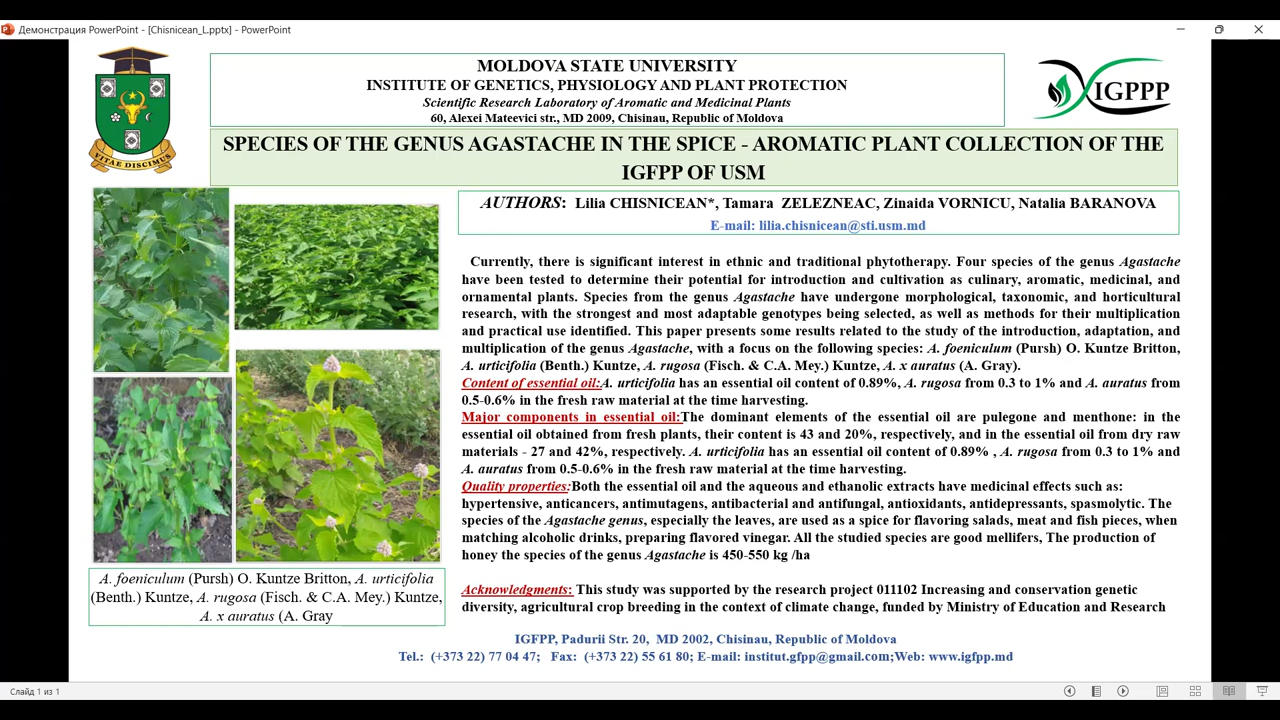 Демонстрация PowerPoint - [Chisnicean_L.pptx] - PowerPoint
MOLDOVA STATE UNIVERSITY
INSTITUTE OF GENETICS, PHYSIOLOGY AND PLANT PROTECTION
Scientific Research Laboratory of Aromatic and Medicinal Plants
60, Alexei Mateevici str., MD 2009, Chisinau, Republic of Moldova
VITAE DISCIMUS
IGFPP
SPECIES OF THE GENUS AGASTACHE IN THE SPICE - AROMATIC PLANT COLLECTION OF THE
IGFPP OF USM
AUTHORS: Lilia CHISNICEAN*, Tamara ZELEZNEAC, Zinaida VORNICU, Natalia BARANOVA
E-mail: lilia.chisnicean@sti.usm.md
Currently, there is significant interest in ethnic and traditional phytotherapy. Four species of the genus Agastache
have been tested to determine their potential for introduction and cultivation as culinary, aromatic, medicinal, and
ornamental plants. Species from the genus Agastache have undergone morphological, taxonomic, and horticultural
research, with the strongest and most adaptable genotypes being selected, as well as methods for their multiplication
and practical use identified. This paper presents some results related to the study of the introduction, adaptation, and
multiplication of the genus Agastache, with a focus on the following species: A. foeniculum (Pursh) O. Kuntze Britton,
A. urticifolia (Benth.) Kuntze, A. rugosa (Fisch. & C.A. Mey.) Kuntze, A. x auratus (A. Gray).
Content of essential oil:A. urticifolia has an essential oil content of 0.89%, A. rugosa from 0.3 to 1% and A. auratus from
0.5-0.6% in the fresh raw material at the time harvesting.
Major components in essential oil:The dominant elements of the essential oil are pulegone and menthone: in the
essential oil obtained from fresh plants, their content is 43 and 20%, respectively, and in the essential oil from dry raw
materials - 27 and 42%, respectively. A. urticifolia has an essential oil content of 0.89% , A. rugosa from 0.3 to 1% and
A. auratus from 0.5-0.6% in the fresh raw material at the time harvesting.
Quality properties:Both the essential oil and the aqueous and ethanolic extracts have medicinal effects such as:
hypertensive, anticancers, antimutagens, antibacterial and antifungal, antioxidants, antidepressants, spasmolytic. The
species of the Agastache genus, especially the leaves, are used as a spice for flavoring salads, meat and fish pieces, when
matching alcoholic drinks, preparing flavored vinegar. All the studied species are good mellifers, The production of
honey the species of the genus Agastache is 450-550 kg /ha
A. foeniculum (Pursh) O. Kuntze Britton, A. urticifolia
(Benth.) Kuntze, A. rugosa (Fisch. & C.A. Mey.) Kuntze,
A. x auratus (A. Gray
Acknowledgments: This study was supported by the research project 011102 Increasing and conservation genetic
diversity, agricultural crop breeding in the context of climate change, funded by Ministry of Education and Research
IGFPP, Padurii Str. 20, MD 2002, Chisinau, Republic of Moldova
Tel.: (+373 22) 77 04 47; Fax: (+373 22) 55 61 80; E-mail: institut.gfpp@gmail.com;Web: www.igfpp.md
Слайд 1 из 1